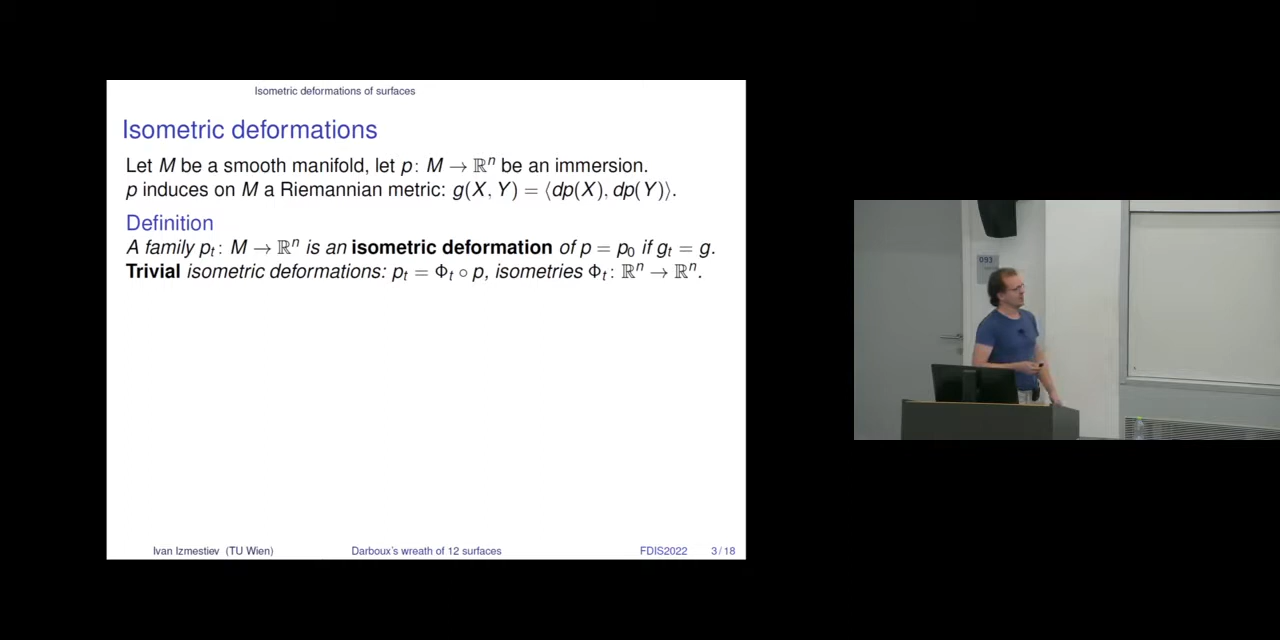 Isometric deformations of surfaces
Isometric deformations
Let M be a smooth manifold, let p: M → ℝⁿ be an immersion.
p induces on M a Riemannian metric: g(X, Y) = ⟨dp(X), dp(Y)⟩.
Definition
A family pₜ: M → ℝⁿ is an isometric deformation of p = p₀ if gₜ = g.
Trivial isometric deformations: pₜ = Φₜ ∘ p, isometries Φₜ: ℝⁿ → ℝⁿ.
Ivan Izmestiev (TU Wien) Darboux's wreath of 12 surfaces FDIS2022 3 / 18
093